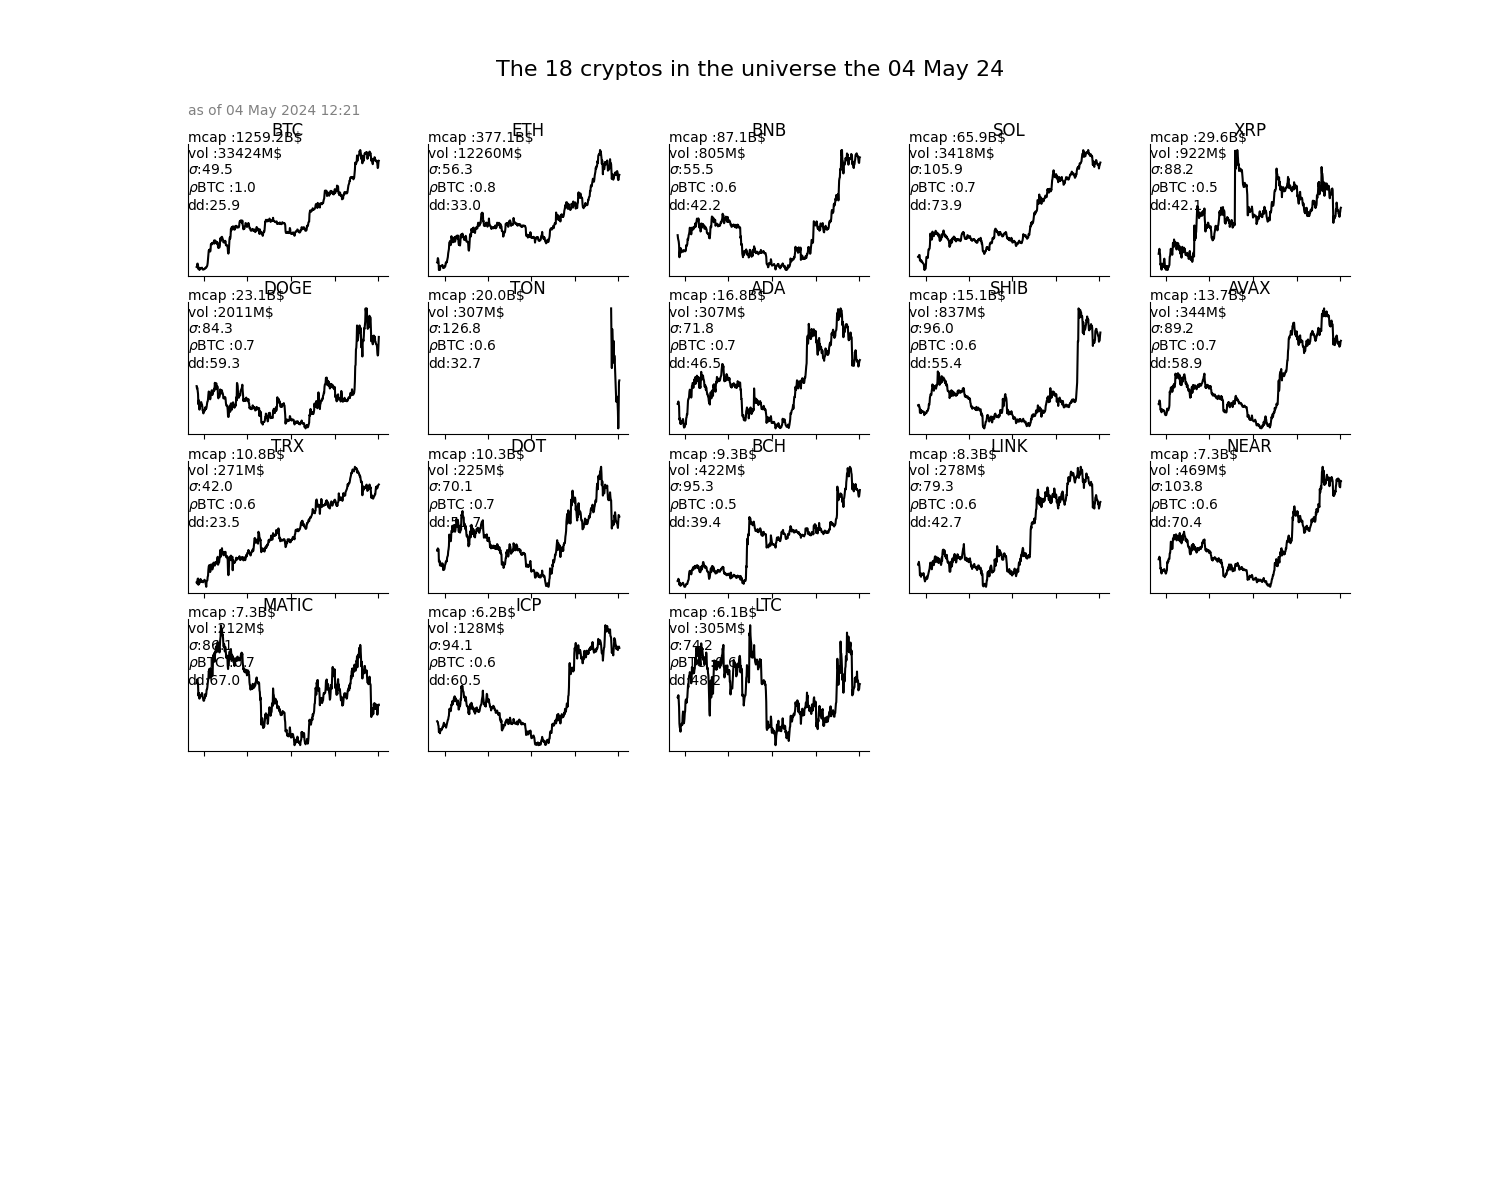 The 18 cryptos in the universe the 04 May 24
as of 04 May 2024 12:21
BTC
mcap :1259.2B$
vol :33424M$
σ:49.5
ρBTC :1.0
dd:25.9
ETH
mcap :377.1B$
vol :12260M$
σ:56.3
ρBTC :0.8
dd:33.0
BNB
mcap :87.1B$
vol :805M$
σ:55.5
ρBTC :0.6
dd:42.2
SOL
mcap :65.9B$
vol :3418M$
σ:105.9
ρBTC :0.7
dd:73.9
XRP
mcap :29.6B$
vol :922M$
σ:88.2
ρBTC :0.5
dd:42.1
DOGE
mcap :23.1B$
vol :2011M$
σ:84.3
ρBTC :0.7
dd:59.3
TON
mcap :20.0B$
vol :307M$
σ:126.8
ρBTC :0.6
dd:32.7
ADA
mcap :16.8B$
vol :307M$
σ:71.8
ρBTC :0.7
dd:46.5
SHIB
mcap :15.1B$
vol :837M$
σ:96.0
ρBTC :0.6
dd:55.4
AVAX
mcap :13.7B$
vol :344M$
σ:89.2
ρBTC :0.7
dd:58.9
TRX
mcap :10.8B$
vol :271M$
σ:42.0
ρBTC :0.6
dd:23.5
DOT
mcap :10.3B$
vol :225M$
σ:70.1
ρBTC :0.7
BCH
mcap :9.3B$
vol :422M$
σ:95.3
ρBTC :0.5
dd:39.4
LINK
mcap :8.3B$
vol :278M$
σ:79.3
ρBTC :0.6
dd:42.7
NEAR
mcap :7.3B$
vol :469M$
σ:103.8
ρBTC :0.6
dd:70.4
MATIC
mcap :7.3B$
vol :212M$
σ:86.1
ρBTC :0.7
dd:67.0
ICP
mcap :6.2B$
vol :128M$
σ:94.1
ρBTC :0.6
dd:60.5
LTC
mcap :6.1B$
vol :305M$
σ:74.2
ρBTC :0.6
dd:48.2